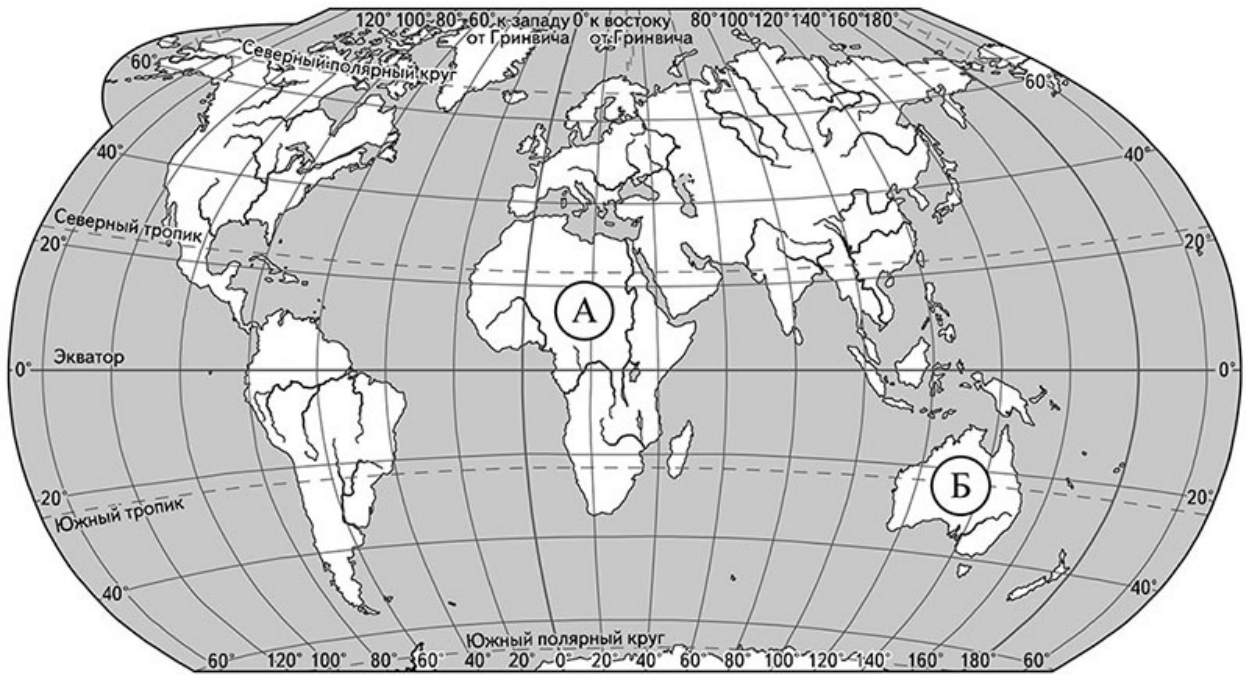 120° 100° 80° 60° к западу 0° к востоку 80° 100° 120° 140° 160° 180°
от Гринвича от Гринвича
60° Северный полярный круг 60°
40° 40°
Северный тропик
20° 20°
Экватор
0° 0°
А
Б
20° 20°
Южный тропик
40° 40°
Южный полярный круг
60° 120° 100° 80° 60° 40° 20° 0° 20° 40° 60° 80° 100° 120° 140° 160° 180° 60°